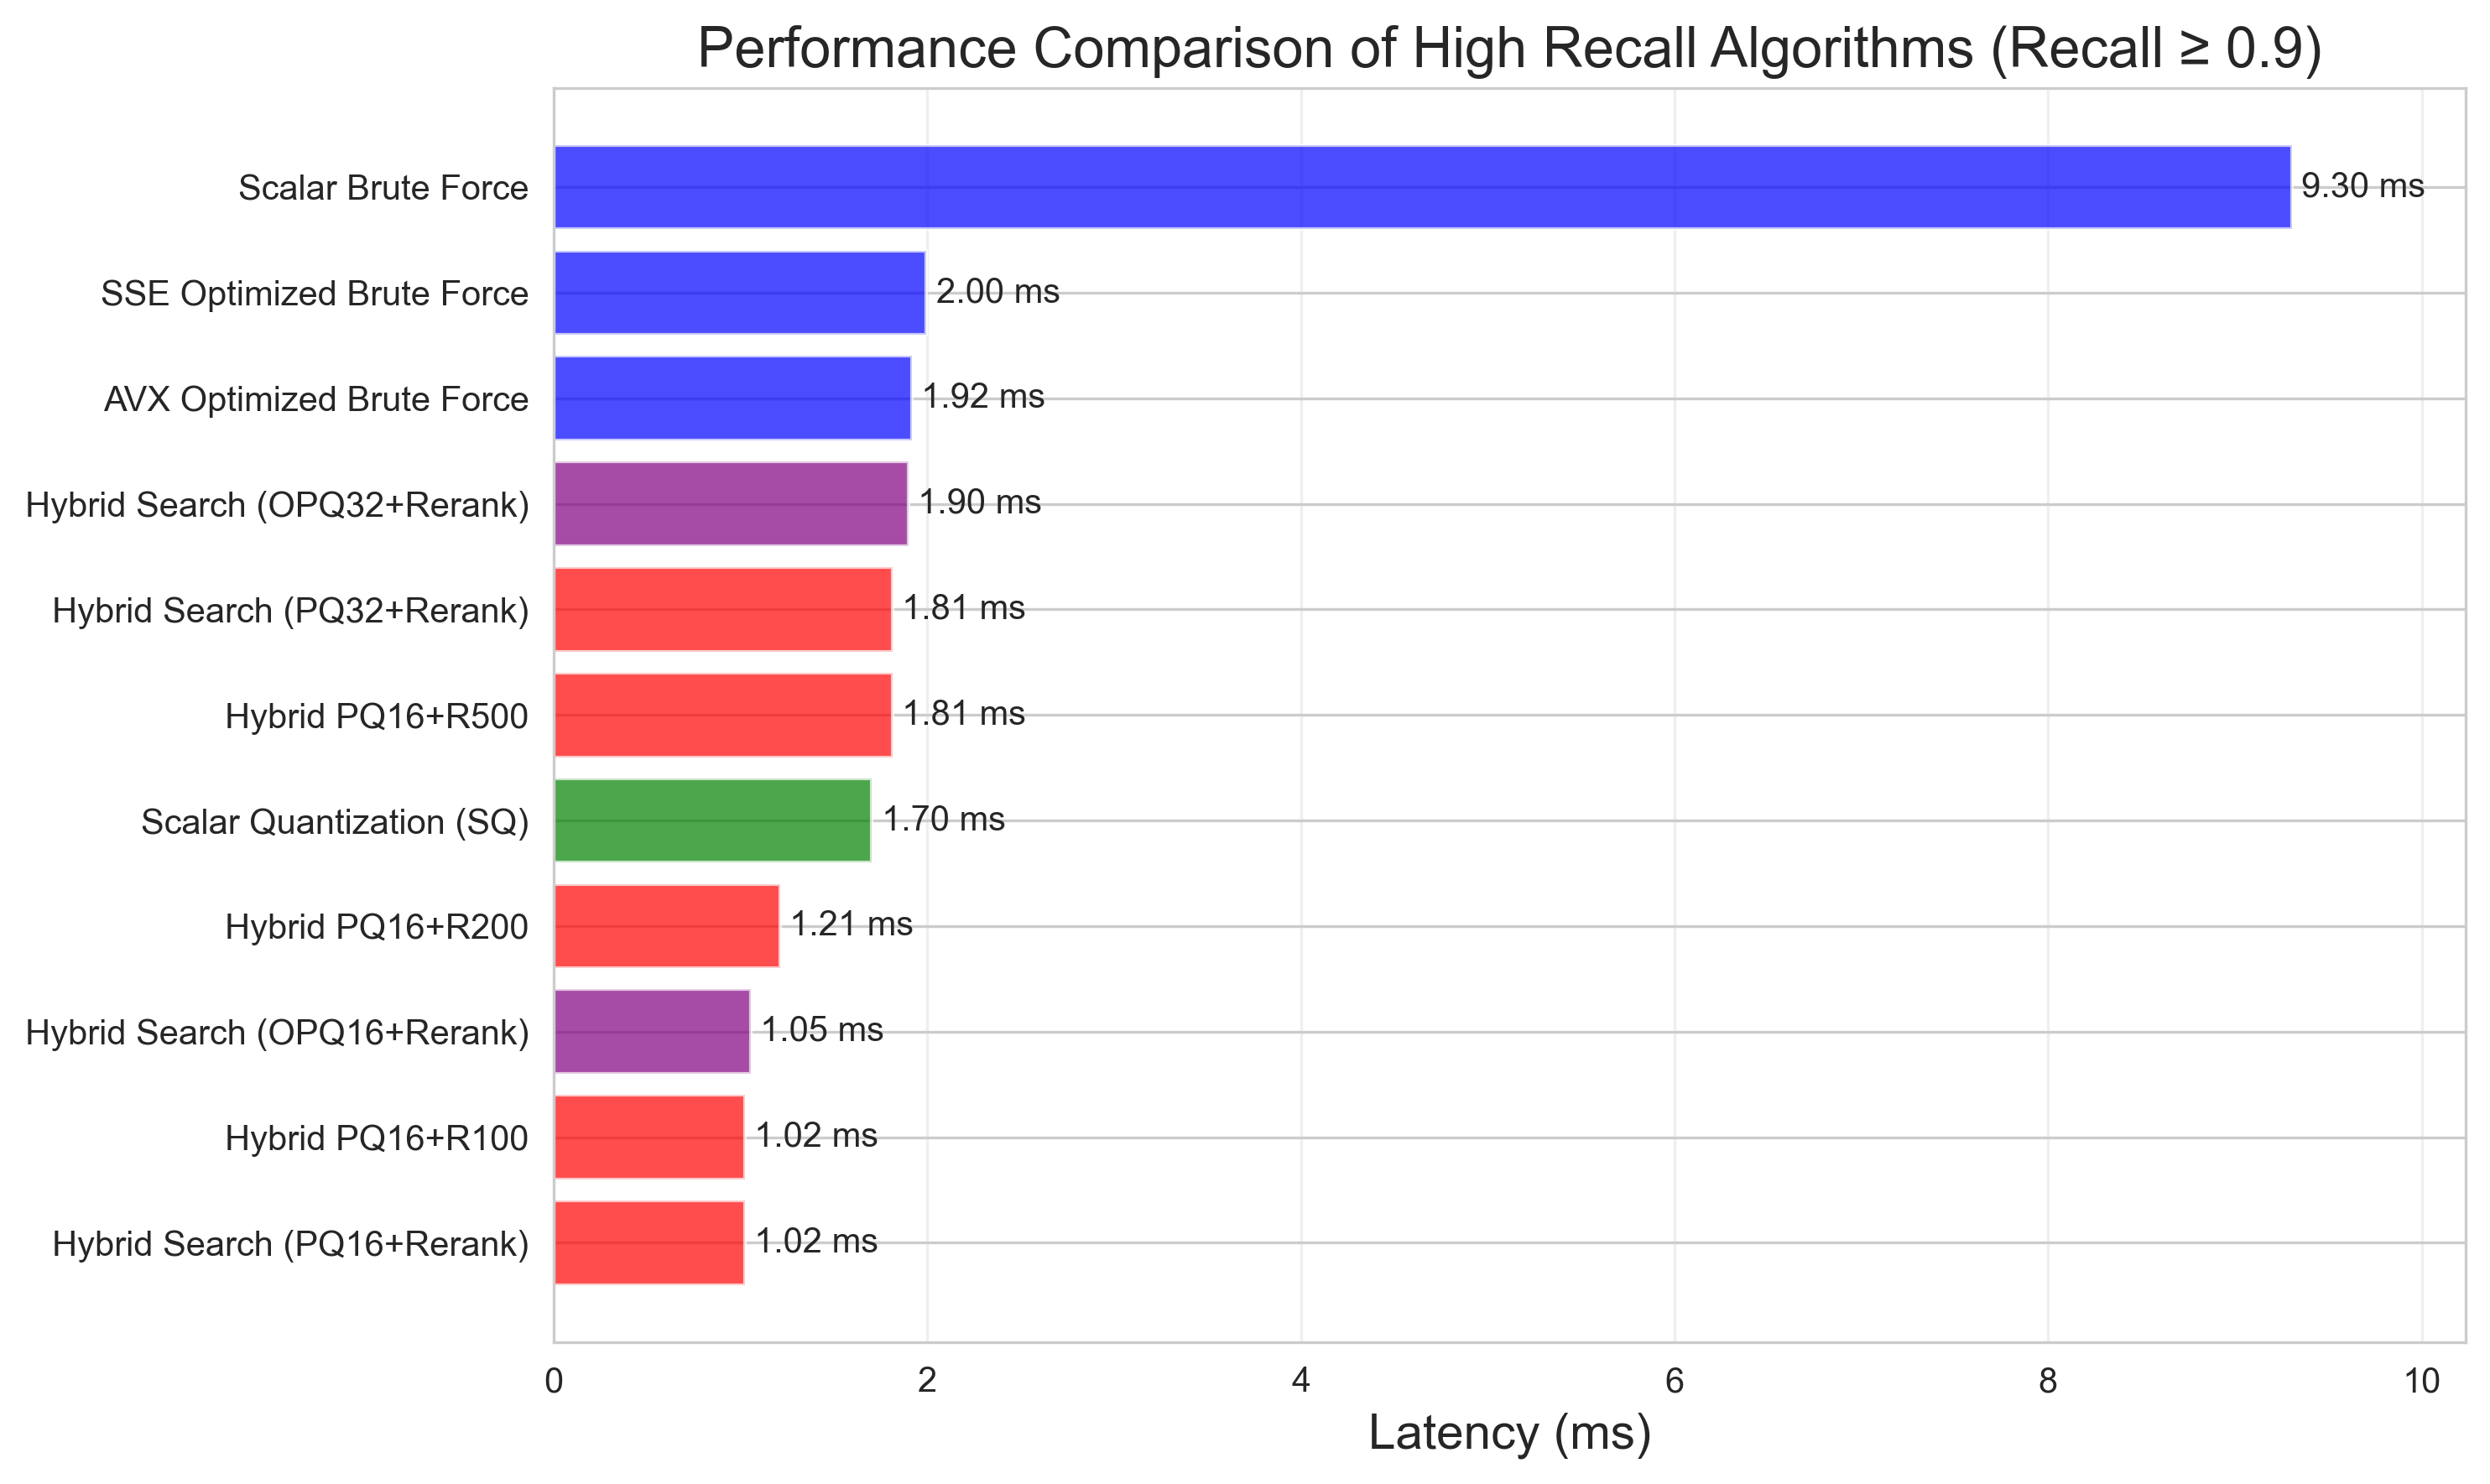 Performance Comparison of High Recall Algorithms (Recall ≥ 0.9)
Scalar Brute Force 9.30 ms
SSE Optimized Brute Force 2.00 ms
AVX Optimized Brute Force 1.92 ms
Hybrid Search (OPQ32+Rerank) 1.90 ms
Hybrid Search (PQ32+Rerank) 1.81 ms
Hybrid PQ16+R500 1.81 ms
Scalar Quantization (SQ) 1.70 ms
Hybrid PQ16+R200 1.21 ms
Hybrid Search (OPQ16+Rerank) 1.05 ms
Hybrid PQ16+R100 1.02 ms
Hybrid Search (PQ16+Rerank) 1.02 ms
0 2 4 6 8 10
Latency (ms)